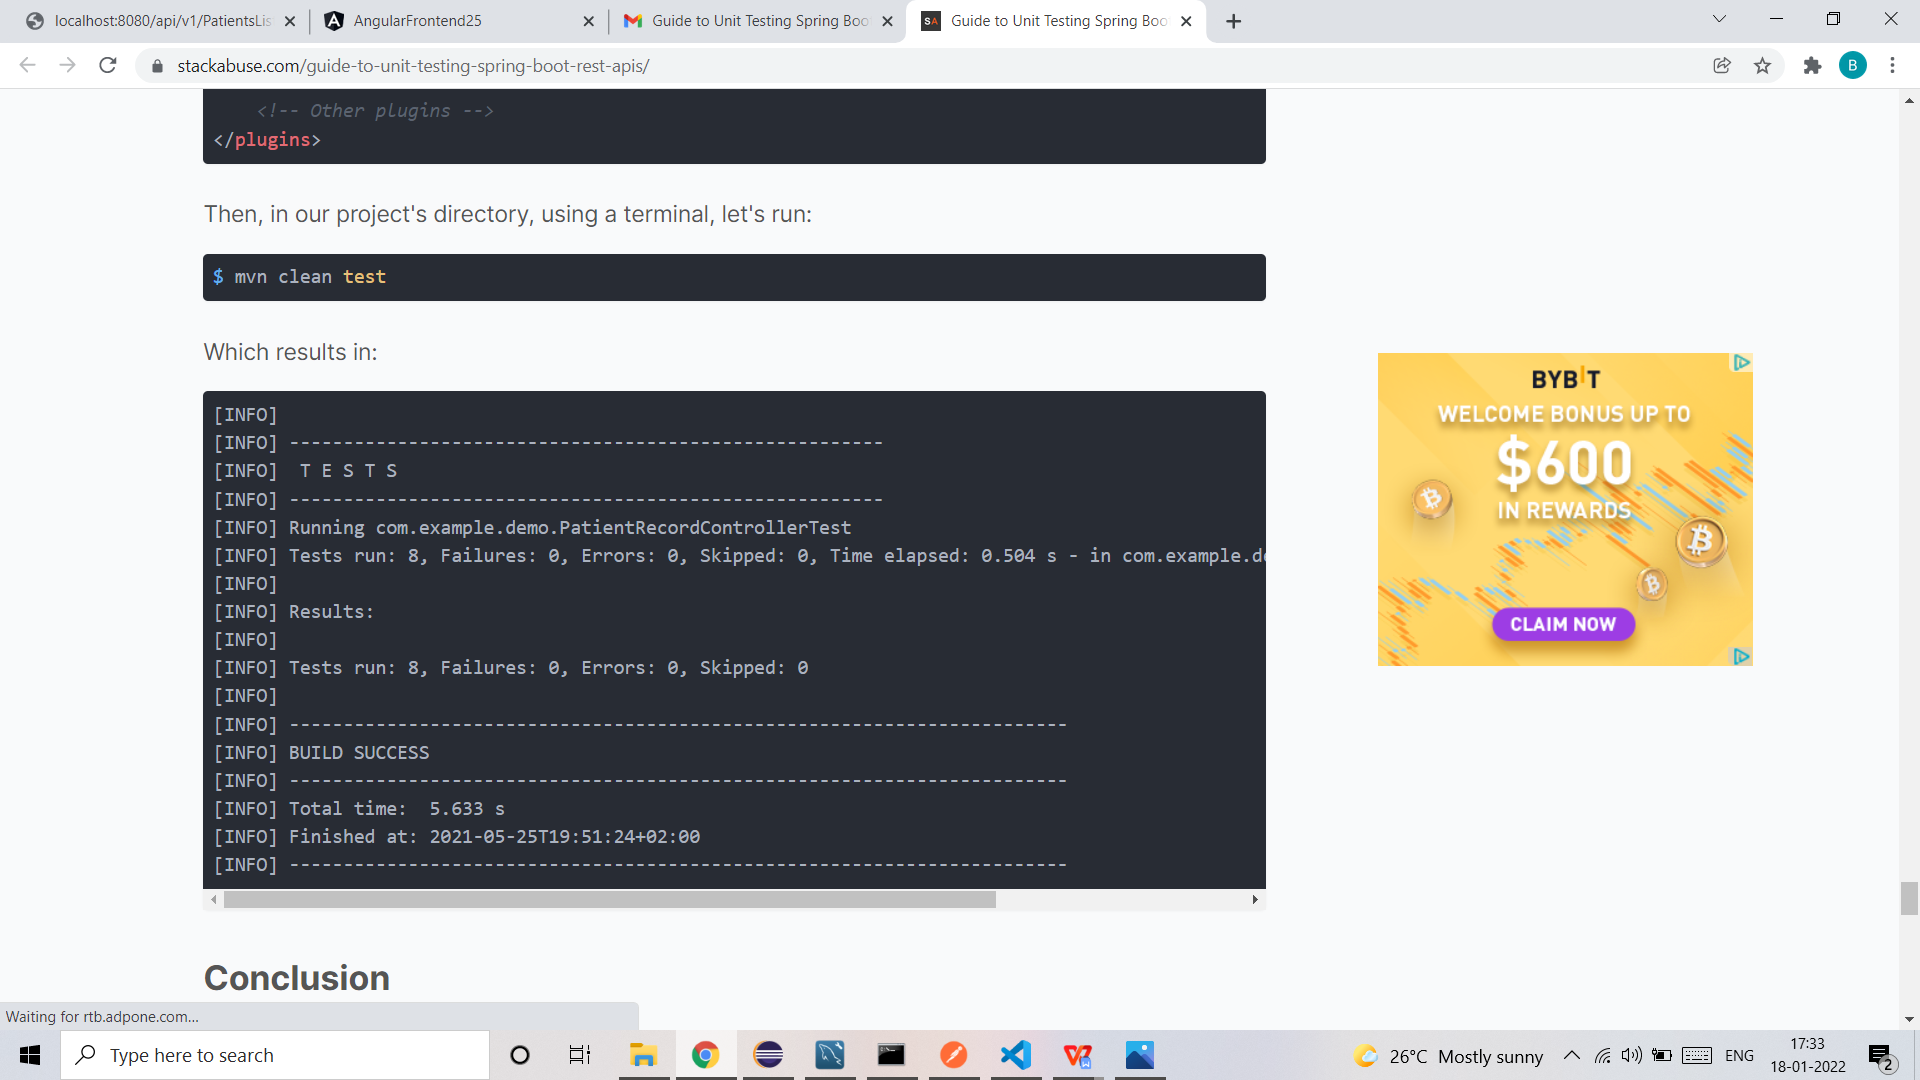 localhost:8080/api/v1/PatientsLis
AngularFrontend25
Guide to Unit Testing Spring Boo
Guide to Unit Testing Spring Boo
stackabuse.com/guide-to-unit-testing-spring-boot-rest-apis/
B
<!-- Other plugins -->
</plugins>
Then, in our project's directory, using a terminal, let's run:
$ mvn clean test
Which results in:
[INFO]
[INFO] -------------------------------------------------------
[INFO]  T E S T S
[INFO] -------------------------------------------------------
[INFO] Running com.example.demo.PatientRecordControllerTest
[INFO] Tests run: 8, Failures: 0, Errors: 0, Skipped: 0, Time elapsed: 0.504 s - in com.example.de
[INFO]
[INFO] Results:
[INFO]
[INFO] Tests run: 8, Failures: 0, Errors: 0, Skipped: 0
[INFO]
[INFO] ------------------------------------------------------------------------
[INFO] BUILD SUCCESS
[INFO] ------------------------------------------------------------------------
[INFO] Total time:  5.633 s
[INFO] Finished at: 2021-05-25T19:51:24+02:00
[INFO] ------------------------------------------------------------------------
BYBIT
WELCOME BONUS UP TO
$600
IN REWARDS
CLAIM NOW
Conclusion
Waiting for rtb.adpone.com...
Type here to search
26°C Mostly sunny
ENG
17:33
18-01-2022
2